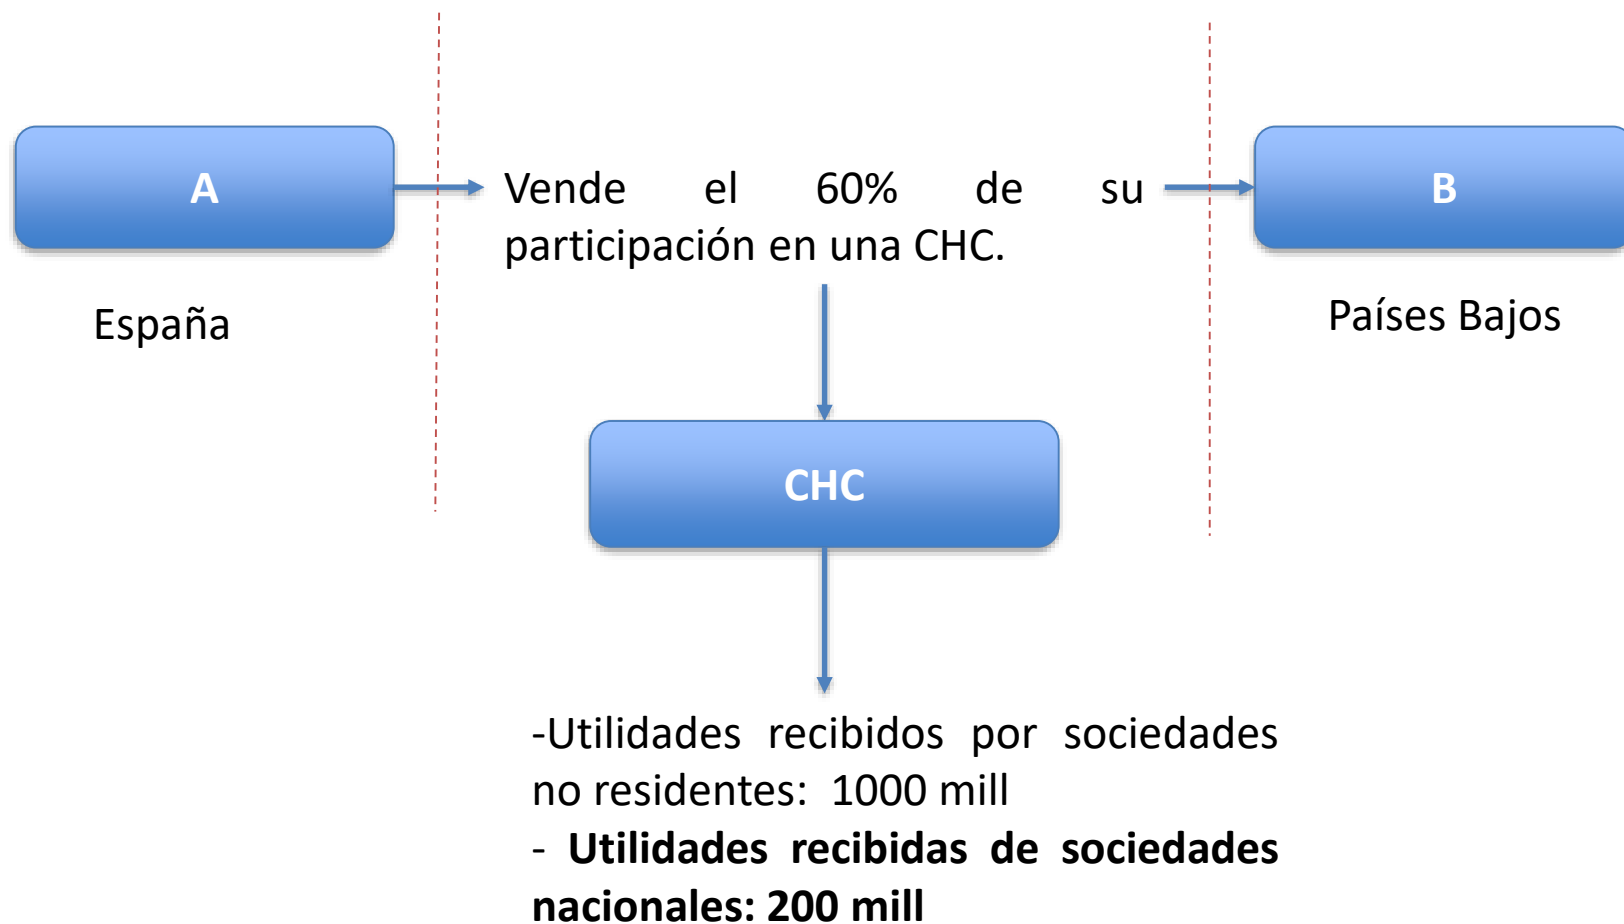 A
Vende el 60% de su
participación en una CHC.
B
España
Países Bajos
CHC
-Utilidades recibidos por sociedades
no residentes: 1000 mill
- Utilidades recibidas de sociedades
nacionales: 200 mill